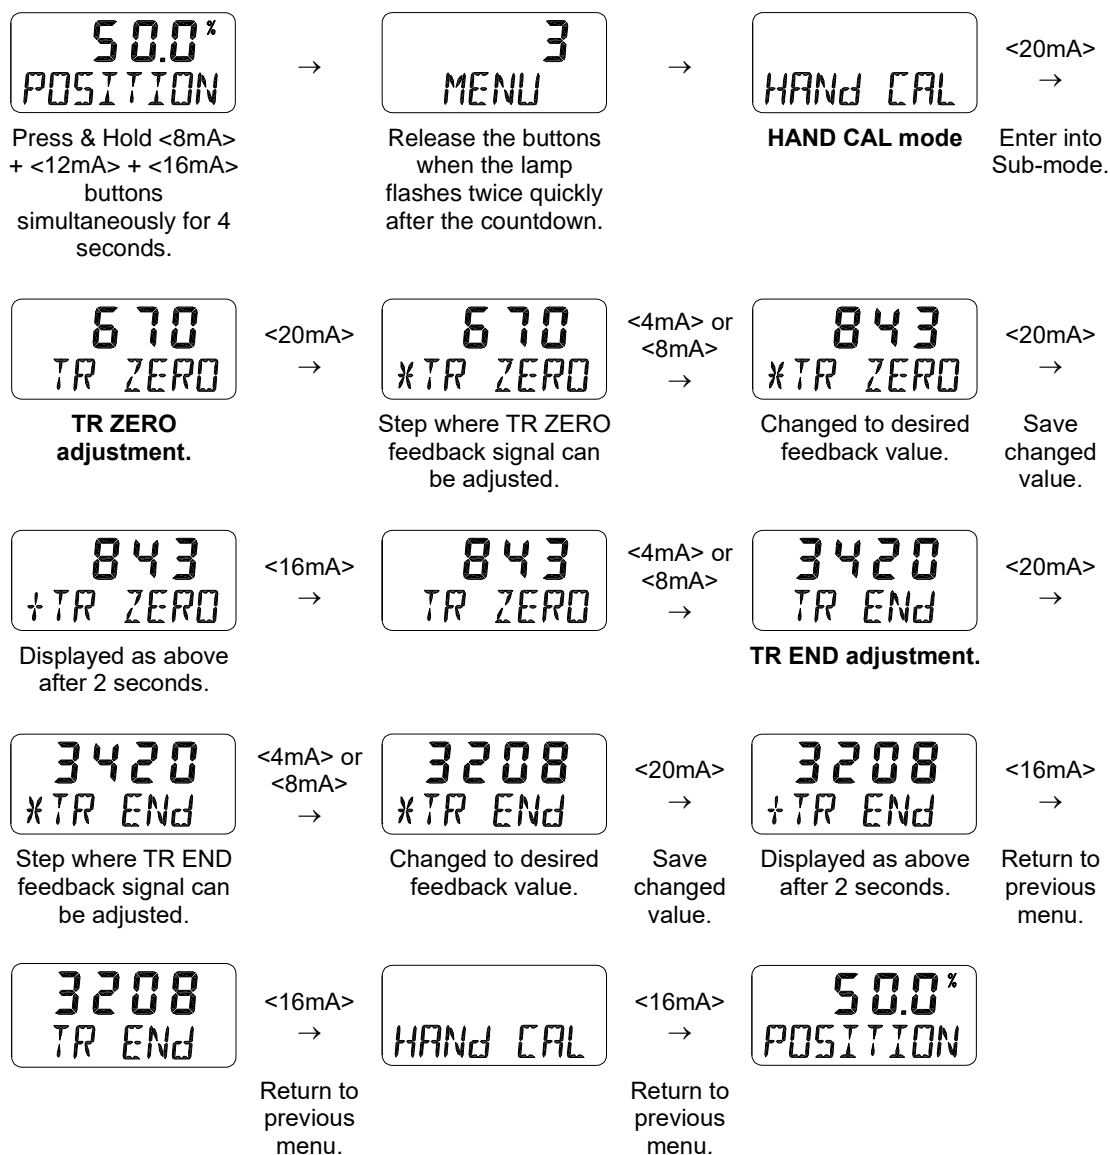 50.0%
POSITION
→
3
MENU
→
HANd CAL
<20mA>
→
Press & Hold <8mA>
+ <12mA> + <16mA>
buttons
simultaneously for 4
seconds.
Release the buttons
when the lamp
flashes twice quickly
after the countdown.
HAND CAL mode
Enter into
Sub-mode.
670
TR ZERO
<20mA>
→
670
*TR ZERO
<4mA> or
<8mA>
→
843
*TR ZERO
<20mA>
→
TR ZERO
adjustment.
Step where TR ZERO
feedback signal can
be adjusted.
Changed to desired
feedback value.
Save
changed
value.
843
+TR ZERO
<16mA>
→
843
TR ZERO
<4mA> or
<8mA>
→
3420
TR ENd
<20mA>
→
Displayed as above
after 2 seconds.
TR END adjustment.
3420
*TR ENd
<4mA> or
<8mA>
→
3208
*TR ENd
<20mA>
→
3208
+TR ENd
<16mA>
→
Step where TR END
feedback signal can
be adjusted.
Changed to desired
feedback value.
Save
changed
value.
Displayed as above
after 2 seconds.
Return to
previous
menu.
3208
TR ENd
<16mA>
→
HANd CAL
<16mA>
→
50.0%
POSITION
Return to
previous
menu.
Return to
previous
menu.